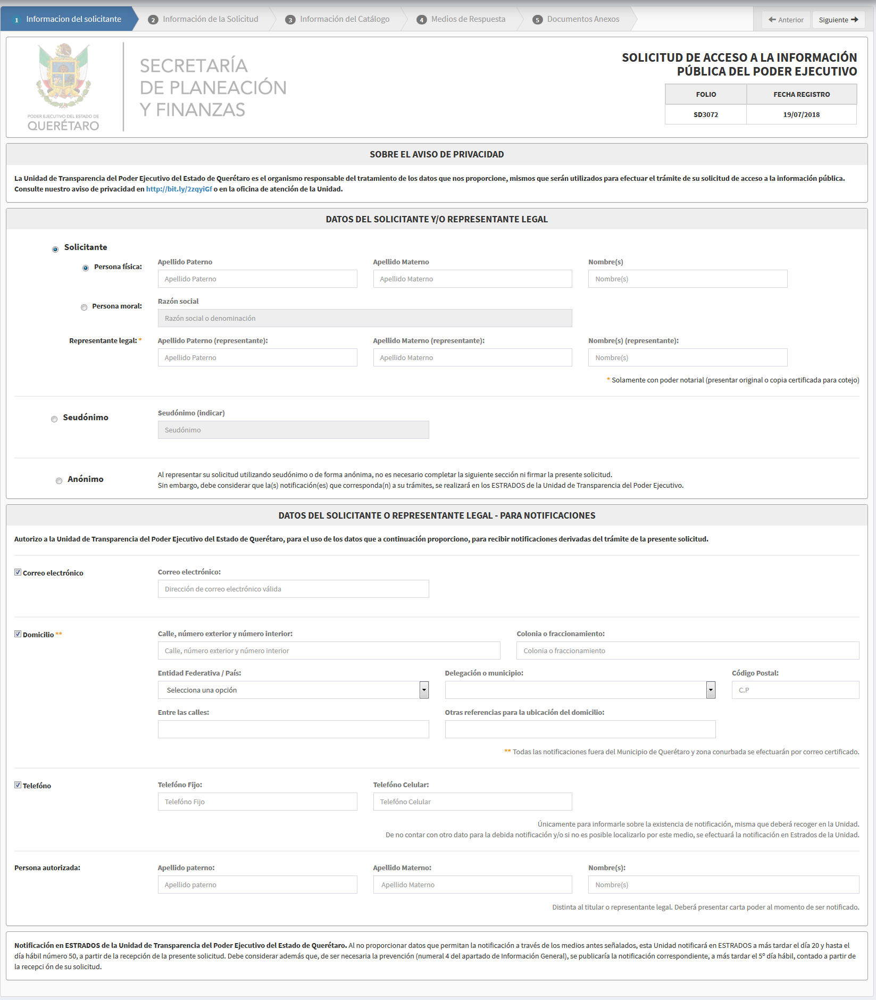 1 Informacion del solicitante
2 Información de la Solicitud
3 Información del Catálogo
4 Medios de Respuesta
5 Documentos Anexos
Anterior
Siguiente
PODER EJECUTIVO DEL ESTADO DE
QUERÉTARO
SECRETARÍA
DE PLANEACIÓN
Y FINANZAS
SOLICITUD DE ACCESO A LA INFORMACIÓN
PÚBLICA DEL PODER EJECUTIVO
FOLIO FECHA REGISTRO
SD3072 19/07/2018
SOBRE EL AVISO DE PRIVACIDAD
La Unidad de Transparencia del Poder Ejecutivo del Estado de Querétaro es el organismo responsable del tratamiento de los datos que nos proporcione, mismos que serán utilizados para efectuar el trámite de su solicitud de acceso a la información pública.
Consulte nuestro aviso de privacidad en http://bit.ly/2zqyiGf o en la oficina de atención de la Unidad.
DATOS DEL SOLICITANTE Y/O REPRESENTANTE LEGAL
Solicitante
Persona física:
Apellido Paterno Apellido Materno Nombre(s)
Apellido Paterno Apellido Materno Nombre(s)
Persona moral:
Razón social
Razón social o denominación
Representante legal: * Apellido Paterno (representante): Apellido Materno (representante): Nombre(s) (representante):
Apellido Paterno Apellido Materno Nombre(s)
* Solamente con poder notarial (presentar original o copia certificada para cotejo)
Seudónimo
Seudónimo (indicar)
Seudónimo
Anónimo
Al representar su solicitud utilizando seudónimo o de forma anónima, no es necesario completar la siguiente sección ni firmar la presente solicitud.
Sin embargo, debe considerar que la(s) notificación(es) que corresponda(n) a su trámites, se realizará en los ESTRADOS de la Unidad de Transparencia del Poder Ejecutivo.
DATOS DEL SOLICITANTE O REPRESENTANTE LEGAL - PARA NOTIFICACIONES
Autorizo a la Unidad de Transparencia del Poder Ejecutivo del Estado de Querétaro, para el uso de los datos que a continuación proporciono, para recibir notificaciones derivadas del trámite de la presente solicitud.
Correo electrónico Correo electrónico:
Dirección de correo electrónico válida
Domicilio ** Calle, número exterior y número interior: Colonia o fraccionamiento:
Calle, número exterior y número interior Colonia o fraccionamiento
Entidad Federativa / País: Delegación o municipio: Código Postal:
Selecciona una opción C.P
Entre las calles: Otras referencias para la ubicación del domicilio:
** Todas las notificaciones fuera del Municipio de Querétaro y zona conurbada se efectuarán por correo certificado.
Telefóno Telefóno Fijo: Telefóno Celular:
Telefóno Fijo Telefóno Celular
Únicamente para informarle sobre la existencia de notificación, misma que deberá recoger en la Unidad.
De no contar con otro dato para la debida notificación y/o si no es posible localizarlo por este medio, se efectuará la notificación en Estrados de la Unidad.
Persona autorizada: Apellido paterno: Apellido Materno: Nombre(s):
Apellido paterno Apellido Materno Nombre(s)
Distinta al titular o representante legal. Deberá presentar carta poder al momento de ser notificado.
Notificación en ESTRADOS de la Unidad de Transparencia del Poder Ejecutivo del Estado de Querétaro. Al no proporcionar datos que permitan la notificación a través de los medios antes señalados, esta Unidad notificará en ESTRADOS a más tardar el día 20 y hasta el
día hábil número 50, a partir de la recepción de la presente solicitud. Debe considerar además que, de ser necesaria la prevención (numeral 4 del apartado de Información General), se publicaría la notificación correspondiente, a más tardar el 5º día hábil, contado a partir de
la recepci ón de su solicitud.